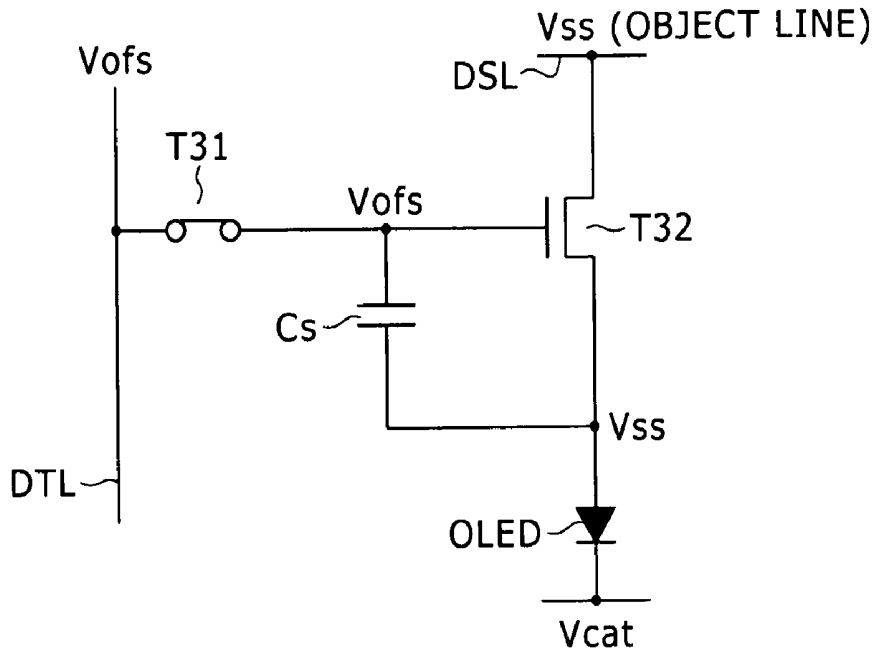 Vss (OBJECT LINE)
Vofs
DSL
T31
Vofs
T32
Cs
Vss
DTL
OLED
Vcat